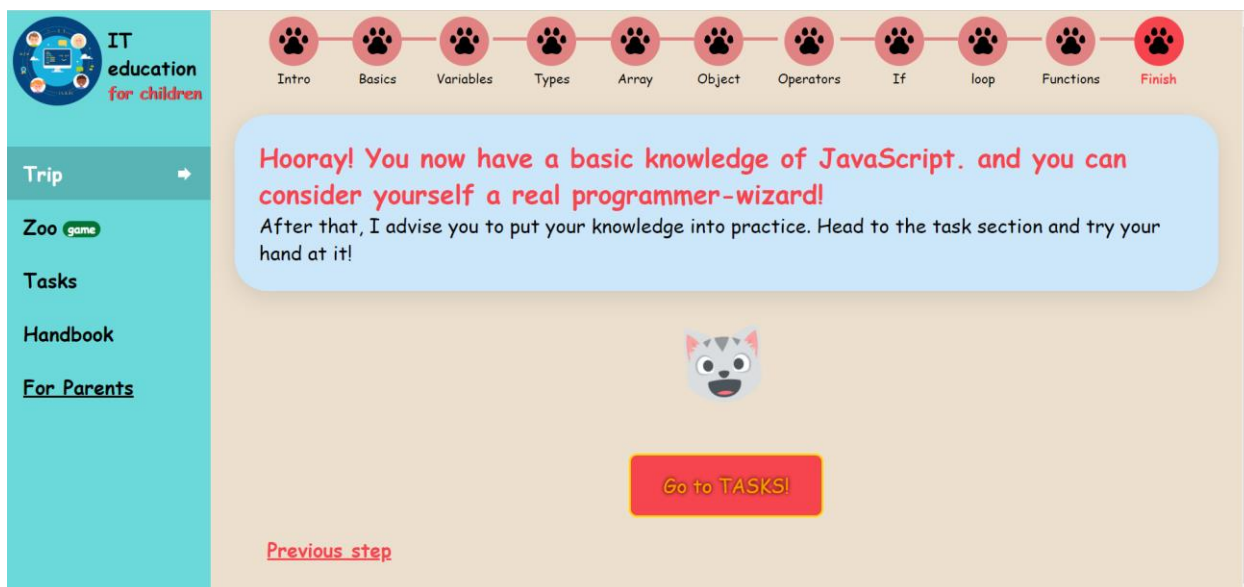 IT
education
for children
Intro
Basics
Variables
Types
Array
Object
Operators
If
loop
Functions
Finish
Trip
Zoo game
Tasks
Handbook
For Parents
Hooray! You now have a basic knowledge of JavaScript. and you can
consider yourself a real programmer-wizard!
After that, I advise you to put your knowledge into practice. Head to the task section and try your
hand at it!
Go to TASKS!
Previous step